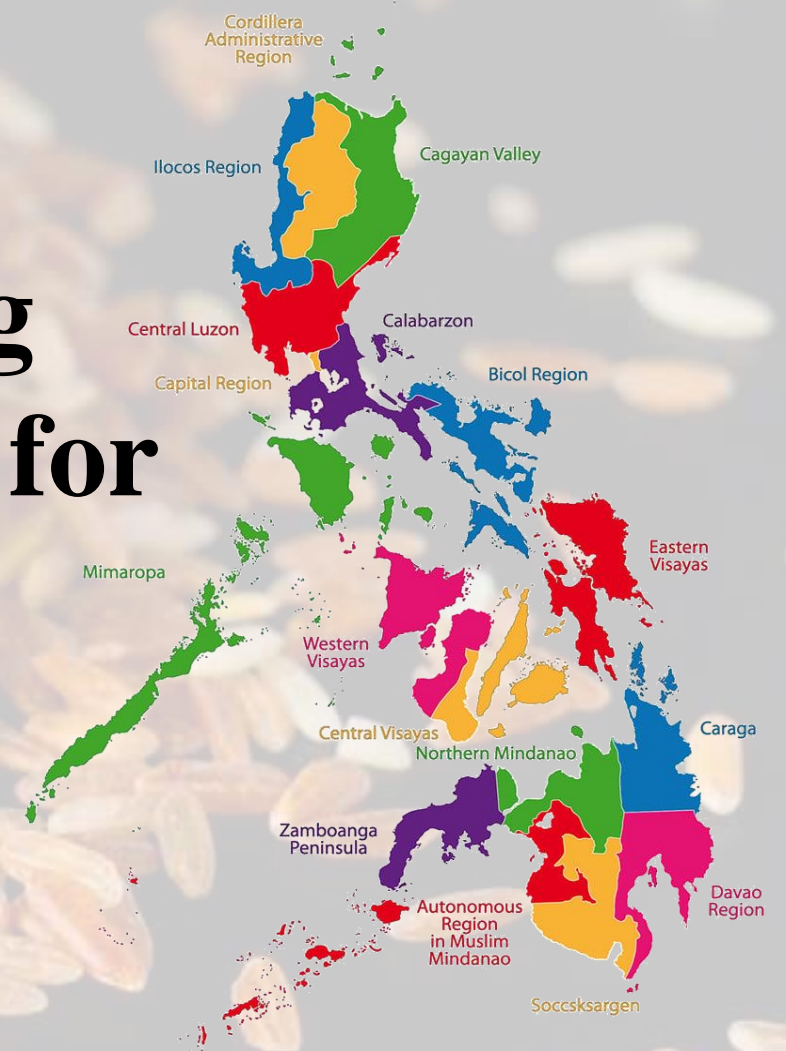 Cordillera
Administrative
Region
Ilocos Region
Cagayan Valley
g
Central Luzon
Calabarzon
Capital Region
Bicol Region
for
Eastern
Visayas
Mimaropa
Western
Visayas
Central Visayas
Caraga
Northern Mindanao
Zamboanga
Peninsula
Davao
Region
Autonomous
Region
in Muslim
Mindanao
Soccsksargen